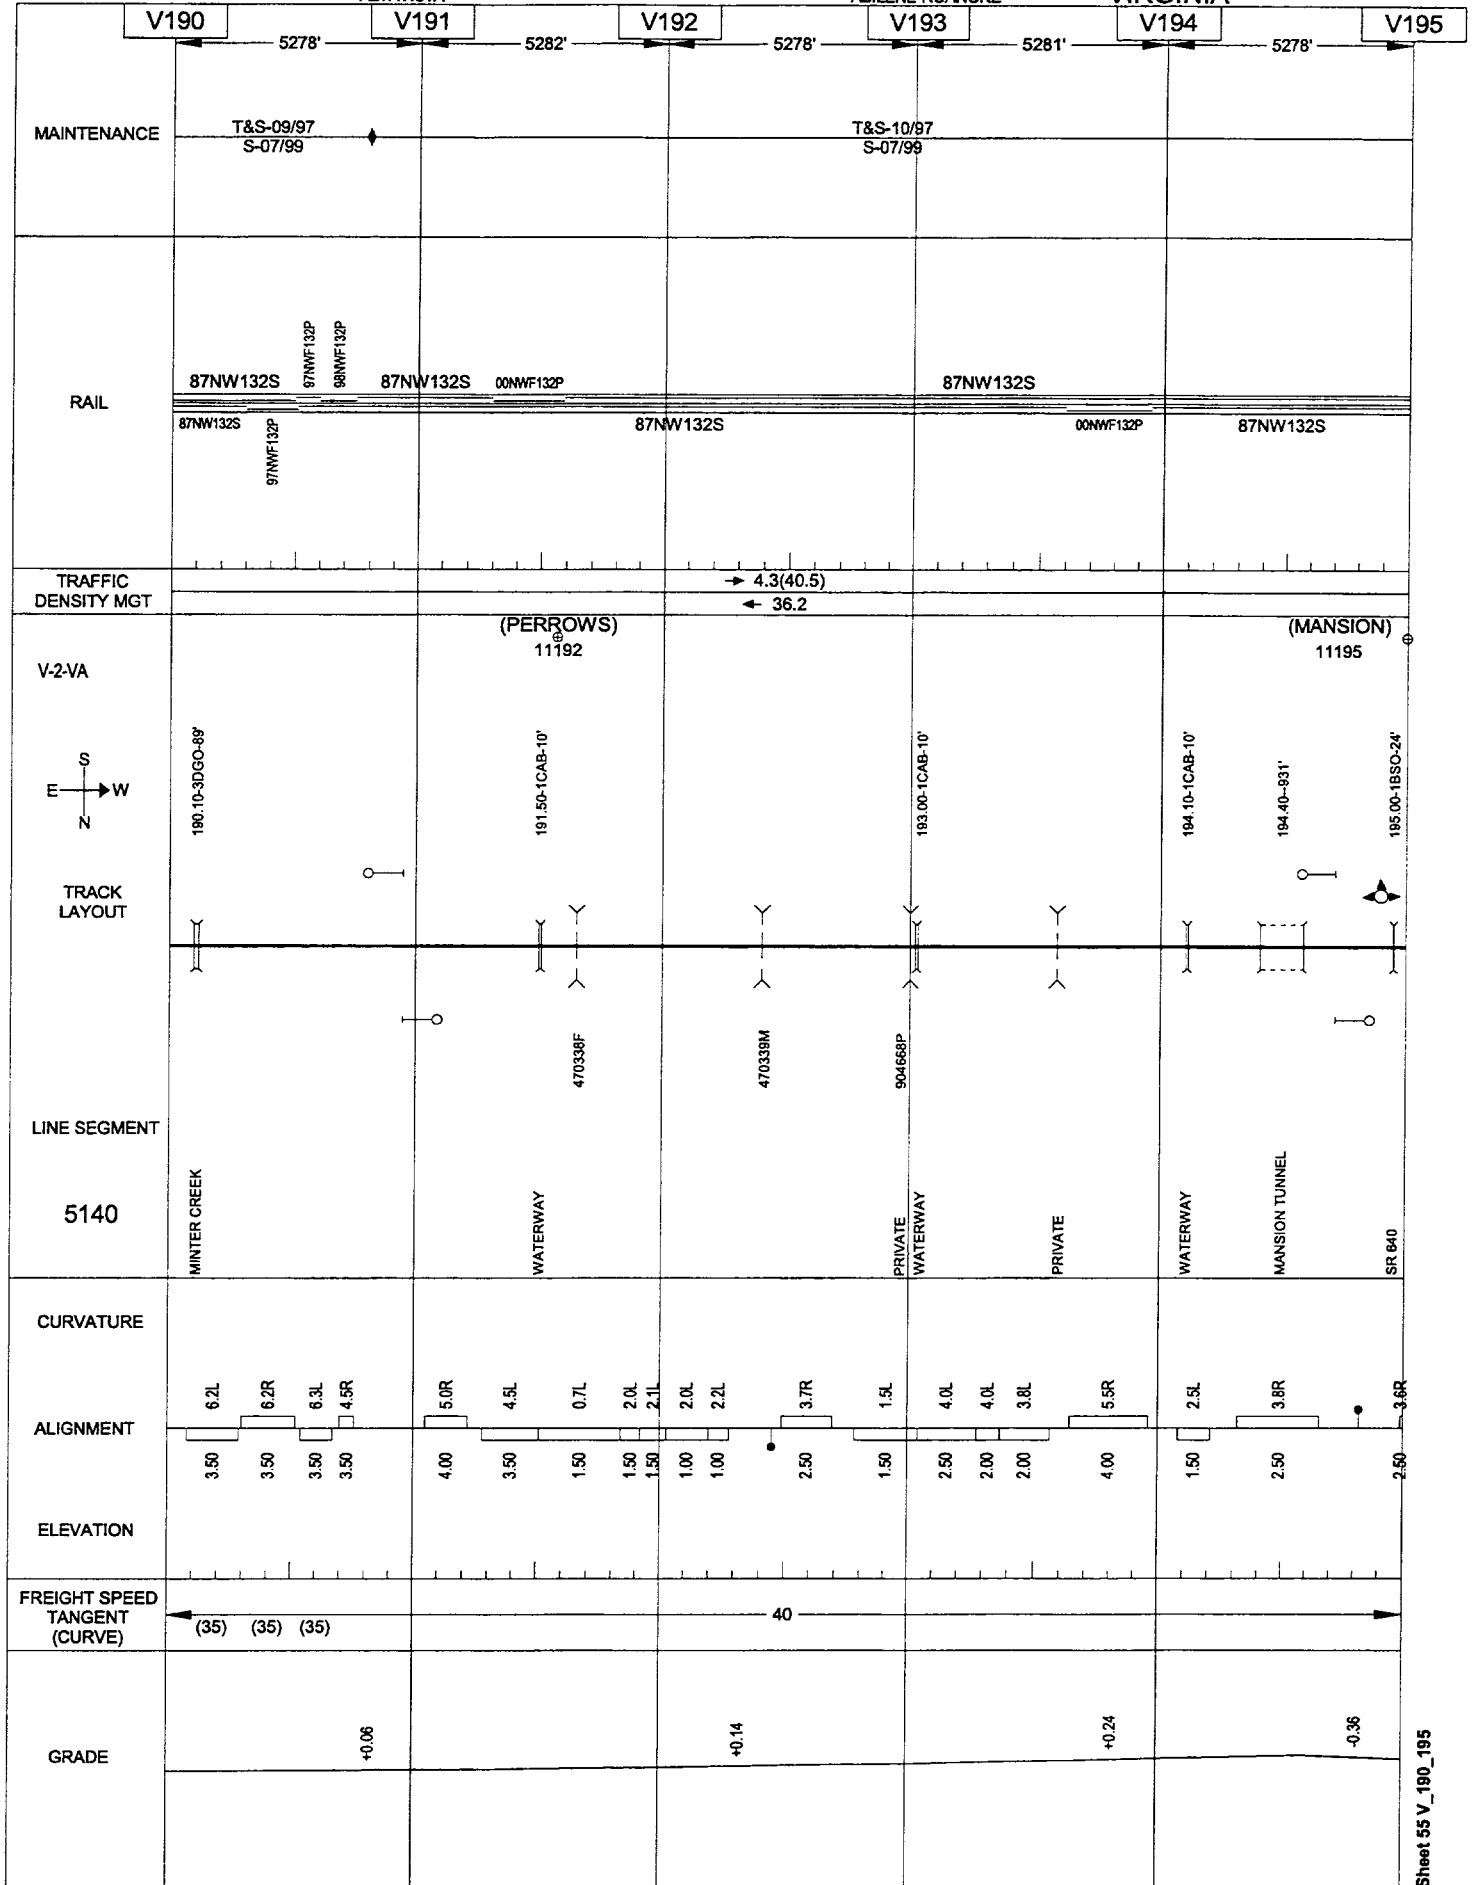 V190 V191 V192 V193 V194 V195
5278' 5282' 5278' 5281' 5278'
MAINTENANCE
T&S-09/97
S-07/99
T&S-10/97
S-07/99
RAIL
87NW132S
97NWF132P
98NWF132P
87NW132S
00NWF132P
87NW132S
87NW132S
97NWF132P
87NW132S
00NWF132P
87NW132S
TRAFFIC
DENSITY MGT
4.3(40.5)
36.2
V-2-VA
(PERROWS)
11192
(MANSION)
11195
S
E W
N
190.10-3DGO-89'
191.50-1CAB-10'
193.00-1CAB-10'
194.10-1CAB-10'
194.40--931'
195.00-1BSO-24'
TRACK
LAYOUT
470338F
470339M
904668P
LINE SEGMENT
5140
MINTER CREEK
WATERWAY
PRIVATE
WATERWAY
PRIVATE
WATERWAY
MANSION TUNNEL
SR 640
CURVATURE
6.2L 6.2R 6.3L 4.5R 5.0R 4.5L 0.7L 2.0L 2.1L 2.0L 2.2L 3.7R 1.5L 4.0L 4.0L 3.8L 5.5R 2.5L 3.8R 3.6R
ALIGNMENT
3.50 3.50 3.50 3.50 4.00 3.50 1.50 1.50 1.50 1.00 1.00 2.50 1.50 2.50 2.00 2.00 4.00 1.50 2.50 2.50
ELEVATION
FREIGHT SPEED
TANGENT
(CURVE)
(35) (35) (35)
40
GRADE
+0.06
+0.14
+0.24
-0.36
Sheet 55 V_190_195